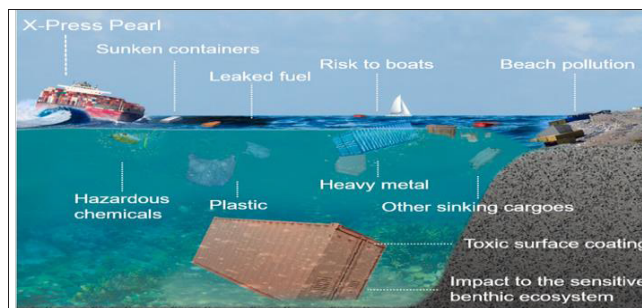 X-Press Pearl
Sunken containers
Leaked fuel
Risk to boats
Beach pollution
Hazardous
chemicals
Plastic
Heavy metal
Other sinking cargoes
Toxic surface coating
Impact to the sensitiva
benthic ecosystem